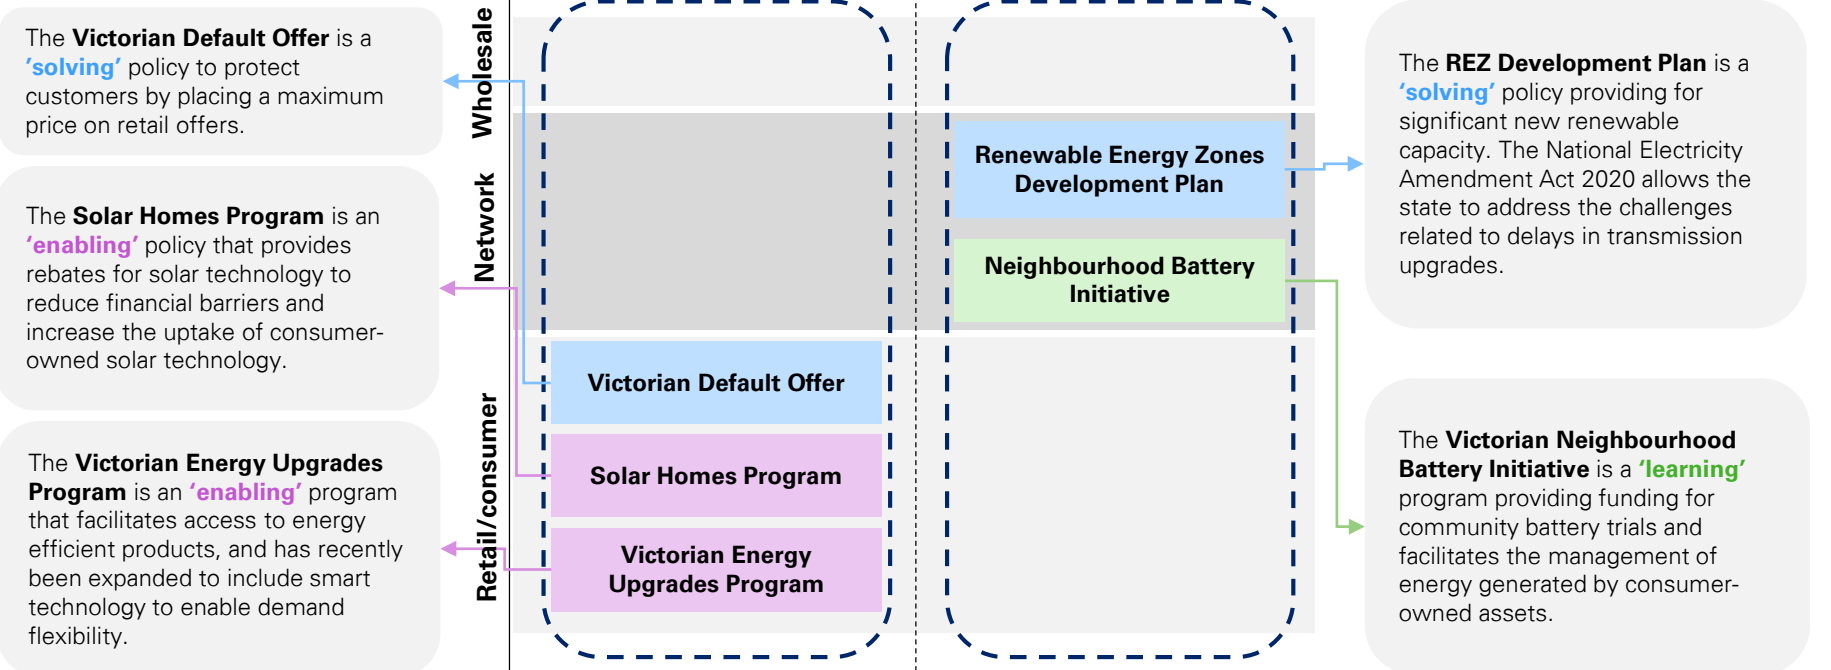 The Victorian Default Offer is a
’solving’ policy to protect
customers by placing a maximum
price on retail offers.
The Solar Homes Program is an
‘enabling’ policy that provides
rebates for solar technology to
reduce financial barriers and
increase the uptake of consumer-
owned solar technology.
The Victorian Energy Upgrades
Program is an ‘enabling’ program
that facilitates access to energy
efficient products, and has recently
been expanded to include smart
technology to enable demand
flexibility.
Wholesale
Network
Retail/consumer
Victorian Default Offer
Solar Homes Program
Victorian Energy
Upgrades Program
Renewable Energy Zones
Development Plan
Neighbourhood Battery
Initiative
The REZ Development Plan is a
‘solving’ policy providing for
significant new renewable
capacity. The National Electricity
Amendment Act 2020 allows the
state to address the challenges
related to delays in transmission
upgrades.
The Victorian Neighbourhood
Battery Initiative is a ‘learning’
program providing funding for
community battery trials and
facilitates the management of
energy generated by consumer-
owned assets.